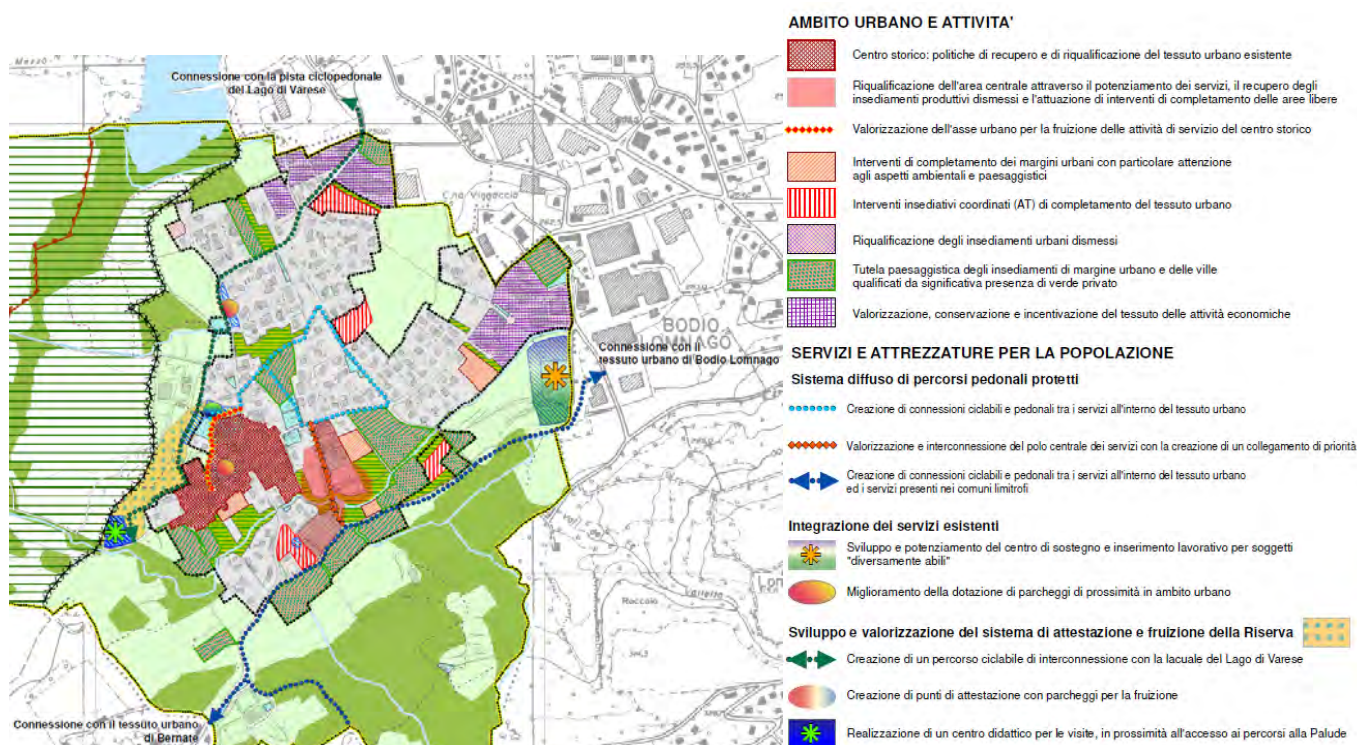 Connessione con la pista ciclopedonale
del Lago di Varese
C.na Vignaccia
BODIO
LOMNAGO
Connessione con il
tessuto urbano di Bodio Lomnago
Roccolo
Connessione con il tessuto urbano
di Bernate
AMBITO URBANO E ATTIVITA'
Centro storico: politiche di recupero e di riqualificazione del tessuto urbano esistente
Riqualificazione dell'area centrale attraverso il potenziamento dei servizi, il recupero degli
insediamenti produttivi dismessi e l'attuazione di interventi di completamento delle aree libere
Valorizzazione dell'asse urbano per la fruizione delle attività di servizio del centro storico
Interventi di completamento dei margini urbani con particolare attenzione
agli aspetti ambientali e paesaggistici
Interventi insediativi coordinati (AT) di completamento del tessuto urbano
Riqualificazione degli insediamenti urbani dismessi
Tutela paesaggistica degli insediamenti di margine urbano e delle ville
qualificati da significativa presenza di verde privato
Valorizzazione, conservazione e incentivazione del tessuto delle attività economiche
SERVIZI E ATTREZZATURE PER LA POPOLAZIONE
Sistema diffuso di percorsi pedonali protetti
Creazione di connessioni ciclabili e pedonali tra i servizi all'interno del tessuto urbano
Valorizzazione e interconnessione del polo centrale dei servizi con la creazione di un collegamento di priorità
Creazione di connessioni ciclabili e pedonali tra i servizi all'interno del tessuto urbano
ed i servizi presenti nei comuni limitrofi
Integrazione dei servizi esistenti
Sviluppo e potenziamento del centro di sostegno e inserimento lavorativo per soggetti
"diversamente abili"
Miglioramento della dotazione di parcheggi di prossimità in ambito urbano
Sviluppo e valorizzazione del sistema di attestazione e fruizione della Riserva
Creazione di un percorso ciclabile di interconnessione con la lacuale del Lago di Varese
Creazione di punti di attestazione con parcheggi per la fruizione
Realizzazione di un centro didattico per le visite, in prossimità all'accesso ai percorsi alla Palude